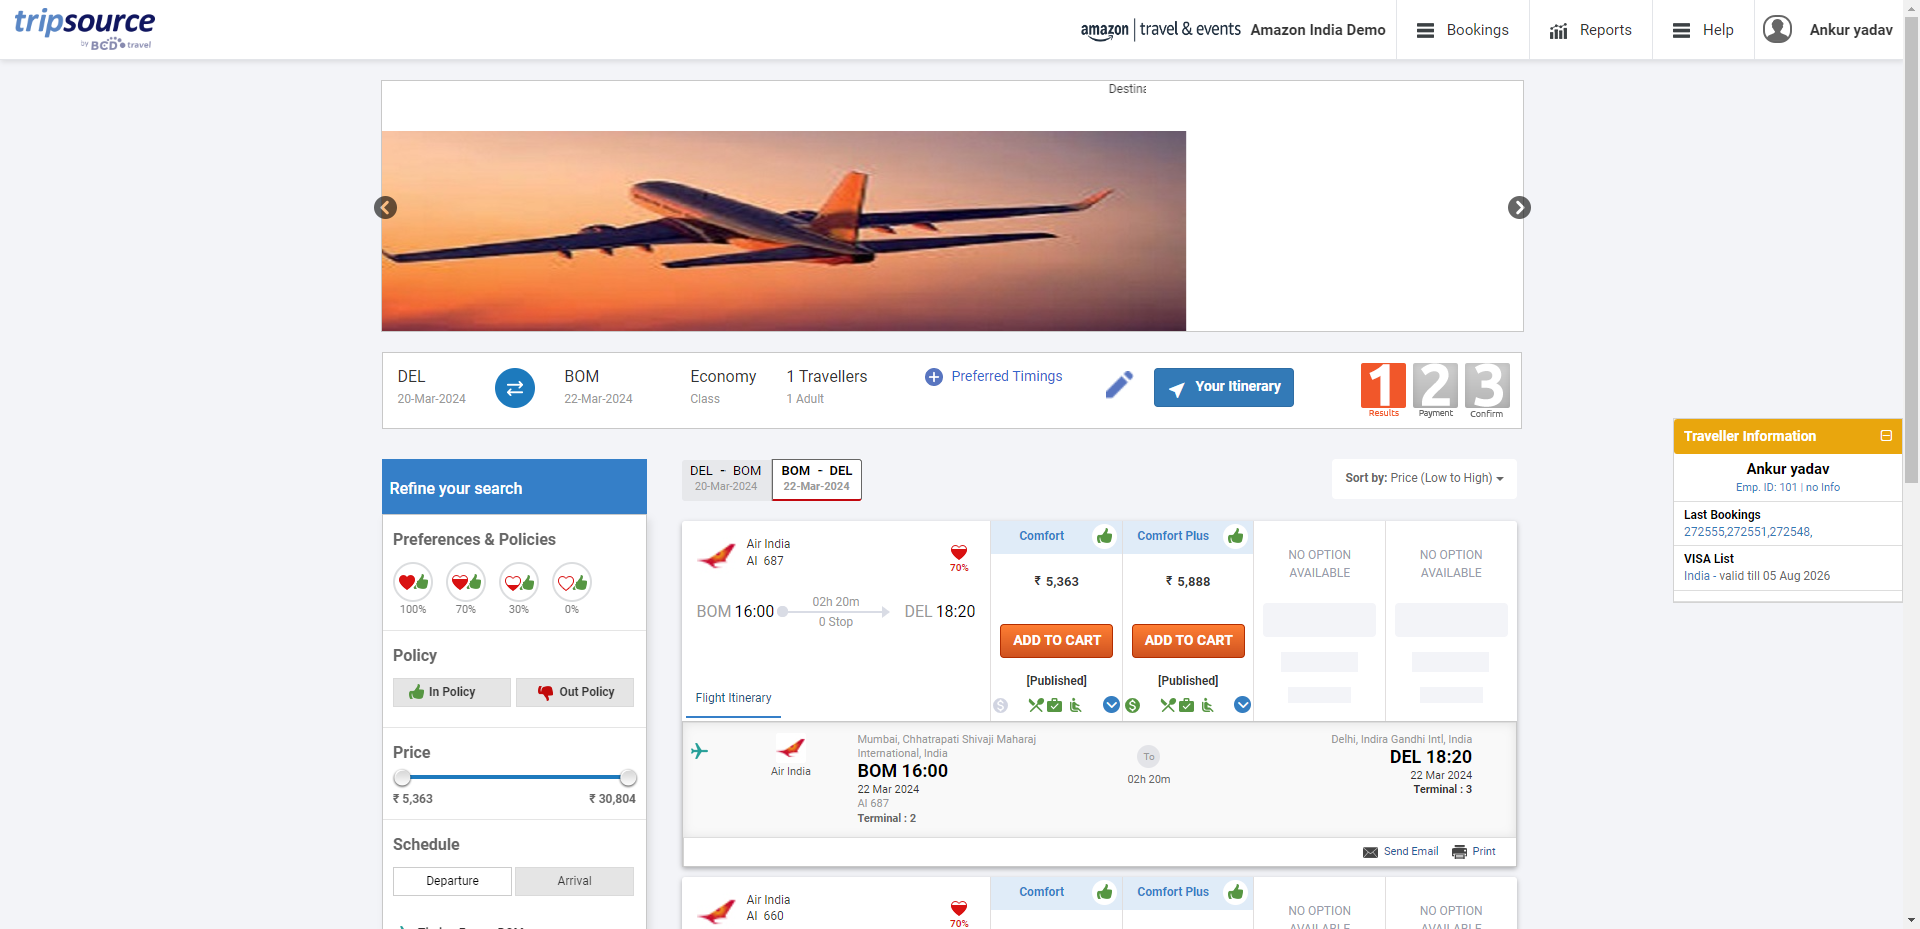 tripsource
by BCD travel
amazon | travel & events Amazon India Demo
Bookings
Reports
Help
Ankur yadav
Destina
DEL
20-Mar-2024
BOM
22-Mar-2024
Economy
Class
1 Travellers
1 Adult
Preferred Timings
Your Itinerary
1 2 3
Results Payment Confirm
Traveller Information
Ankur yadav
Emp. ID: 101 | no Info
Last Bookings
272555,272551,272548,
VISA List
India - valid till 05 Aug 2026
Refine your search
Preferences & Policies
100% 70% 30% 0%
Policy
In Policy Out Policy
Price
₹ 5,363 ₹ 30,804
Schedule
Departure Arrival
DEL - BOM
20-Mar-2024
BOM - DEL
22-Mar-2024
Sort by: Price (Low to High)
Air India
AI 687
70%
BOM 16:00
02h 20m
0 Stop
DEL 18:20
Flight Itinerary
Comfort
₹ 5,363
ADD TO CART
[Published]
Comfort Plus
₹ 5,888
ADD TO CART
[Published]
NO OPTION
AVAILABLE
NO OPTION
AVAILABLE
Air India
Mumbai, Chhatrapati Shivaji Maharaj
International, India
BOM 16:00
22 Mar 2024
AI 687
Terminal : 2
To
02h 20m
Delhi, Indira Gandhi Intl, India
DEL 18:20
22 Mar 2024
Terminal : 3
Send Email Print
Air India
AI 660
70%
Comfort
Comfort Plus
NO OPTION
AVAILABLE
NO OPTION
AVAILABLE